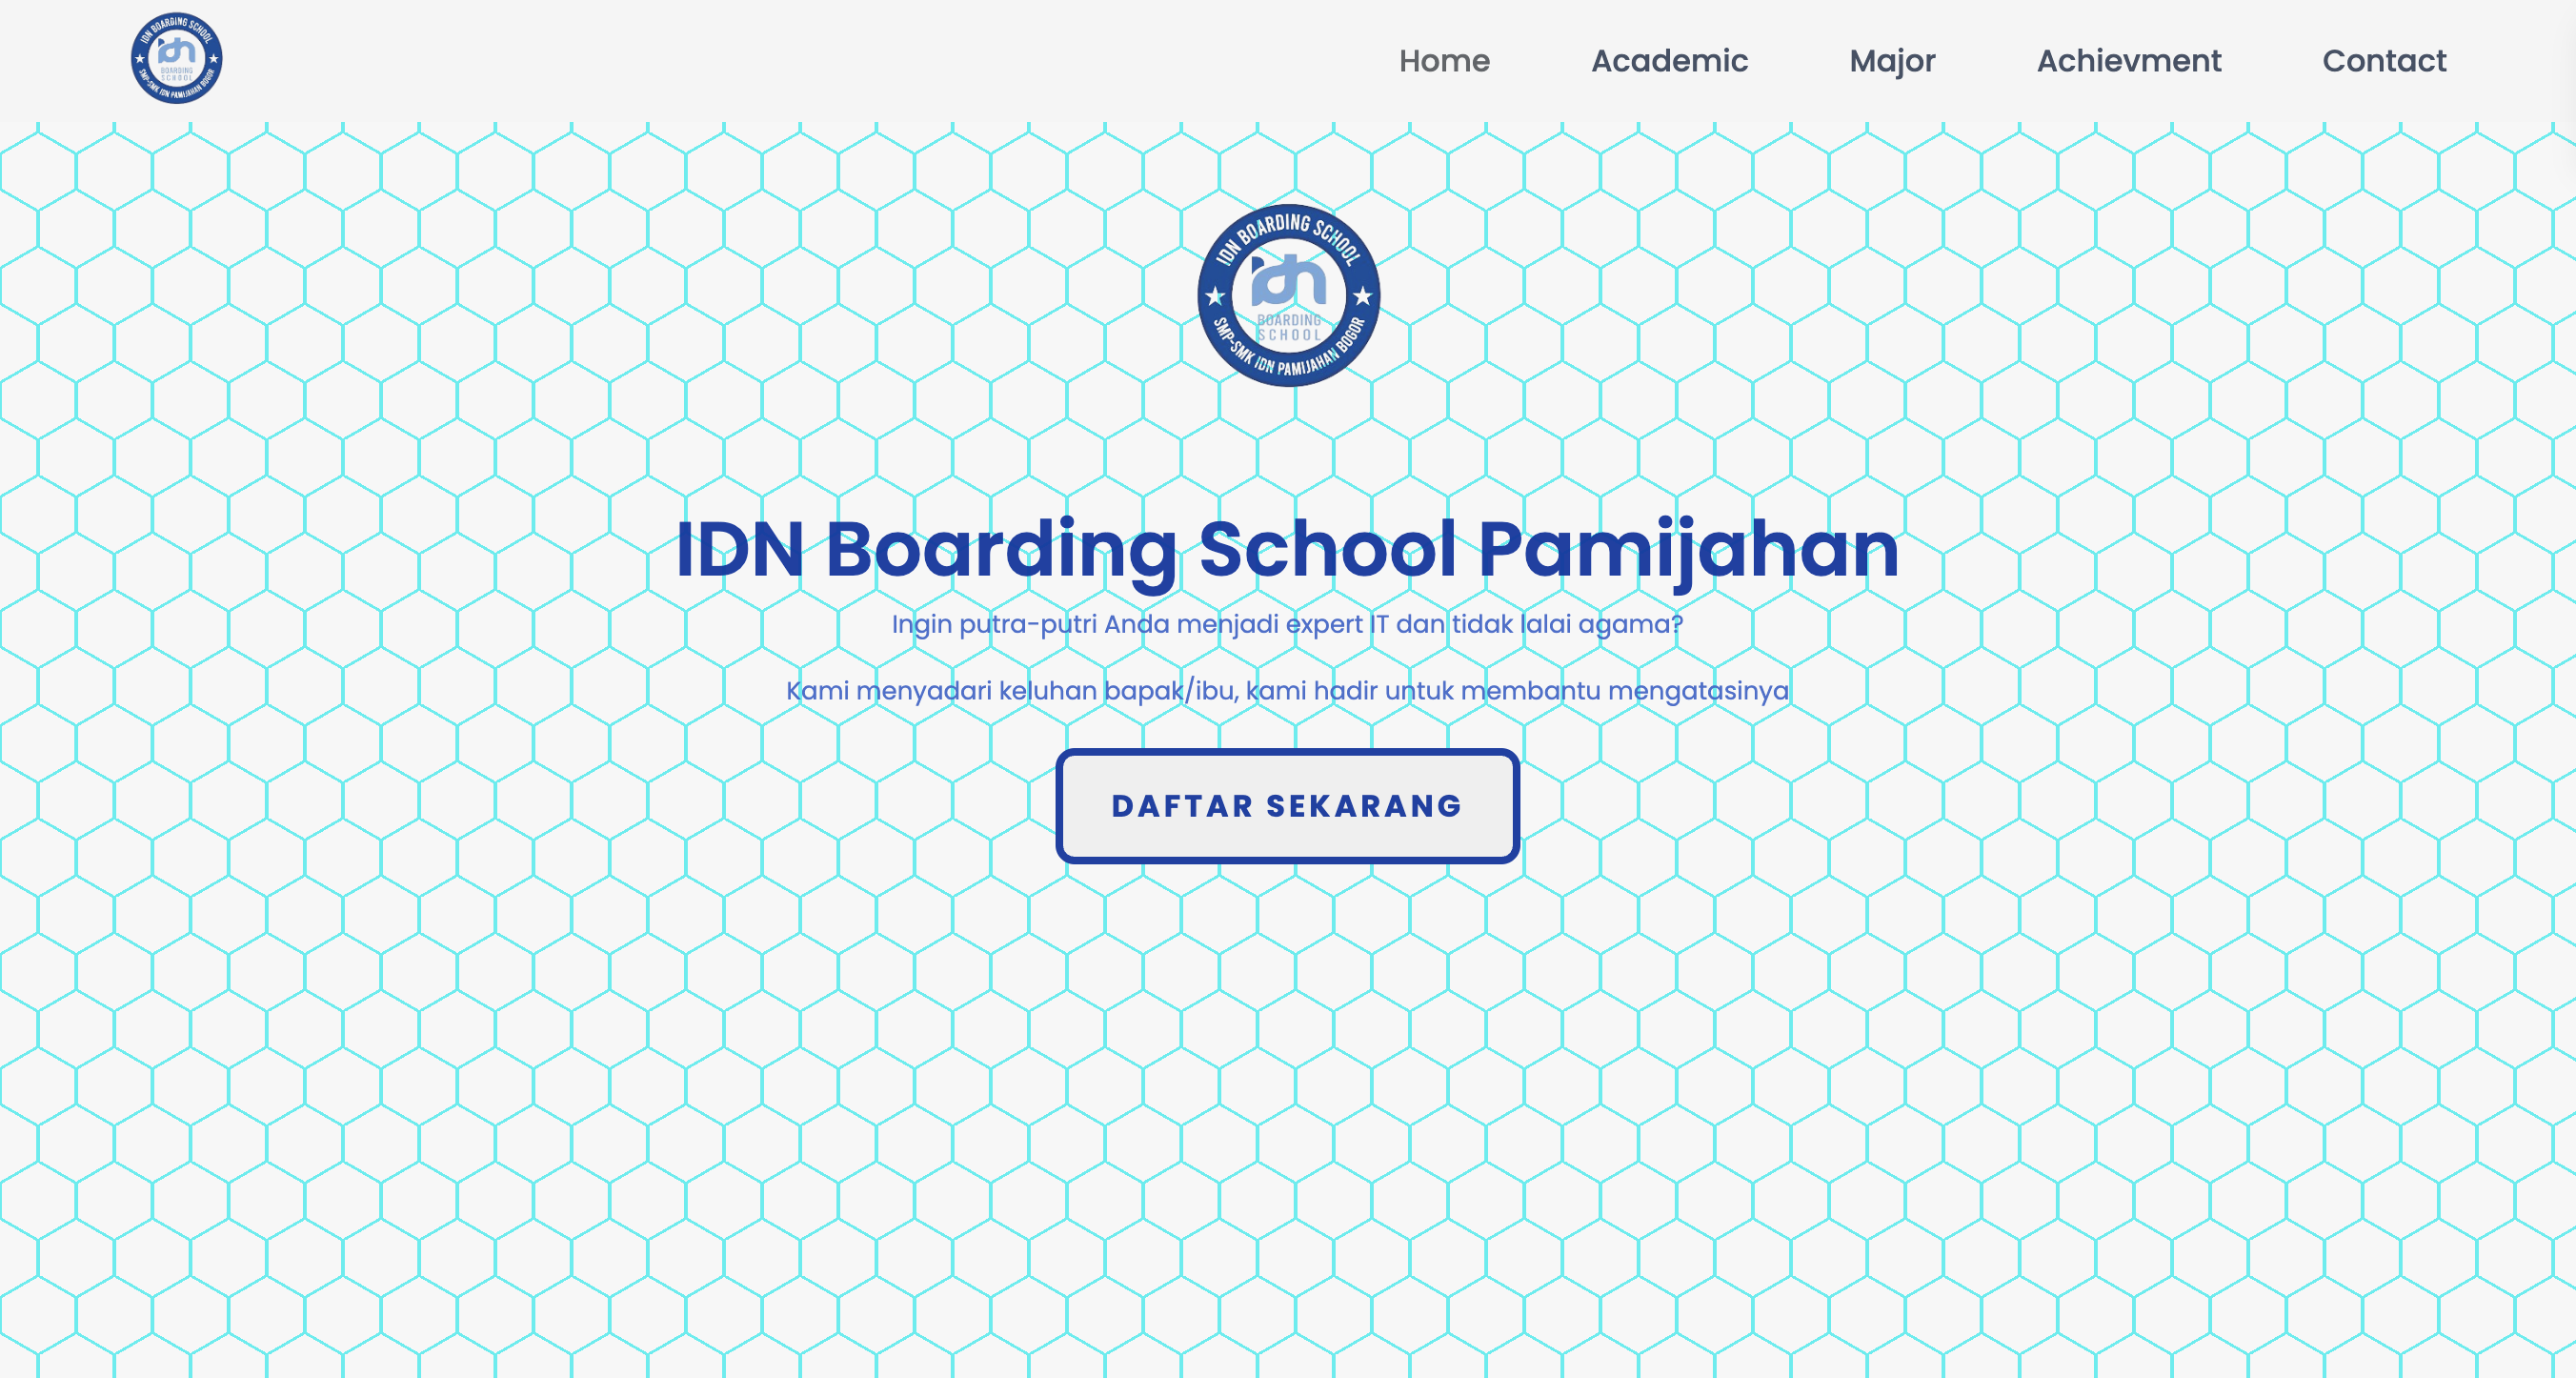 IDN BOARDING SCHOOL
idn
BOARDING
SCHOOL
SMP-SMK IDN PAMIJAHAN BOGOR
Home Academic Major Achievment Contact
IDN BOARDING SCHOOL
idn
BOARDING
SCHOOL
SMP-SMK IDN PAMIJAHAN BOGOR
IDN Boarding School Pamijahan
Ingin putra-putri Anda menjadi expert IT dan tidak lalai agama?
Kami menyadari keluhan bapak/ibu, kami hadir untuk membantu mengatasinya
DAFTAR SEKARANG